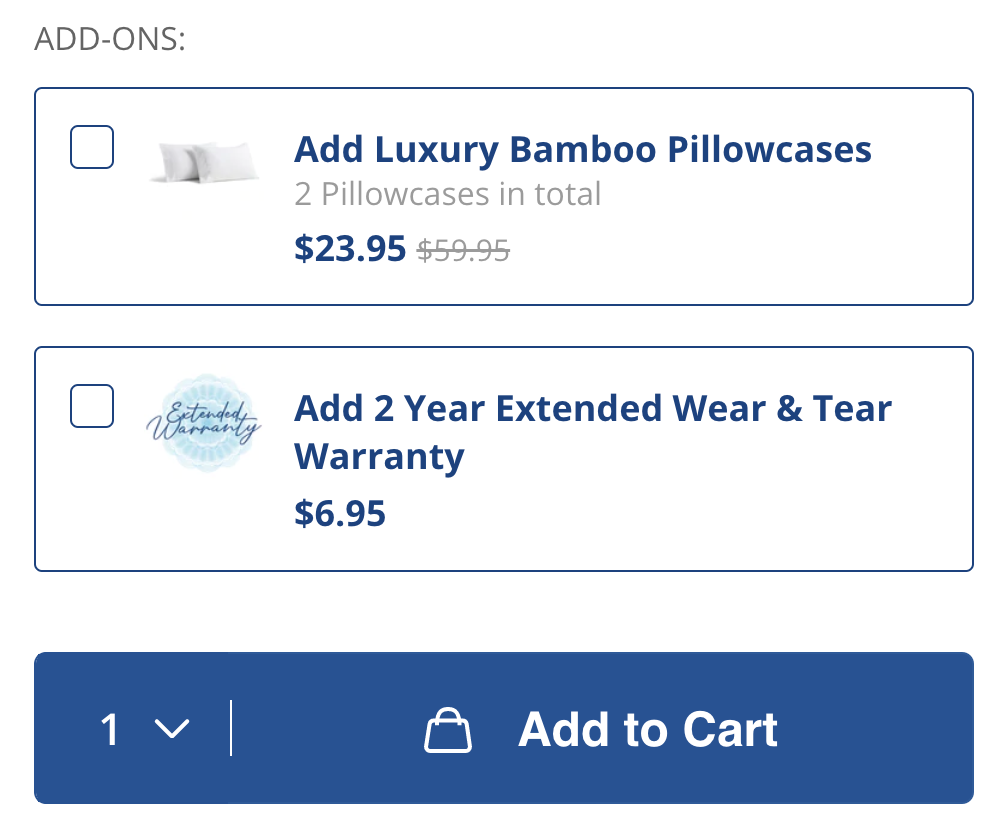 ADD-ONS:
Add Luxury Bamboo Pillowcases
2 Pillowcases in total
$23.95 $59.95
Extended
Warranty
Add 2 Year Extended Wear & Tear
Warranty
$6.95
1 Add to Cart